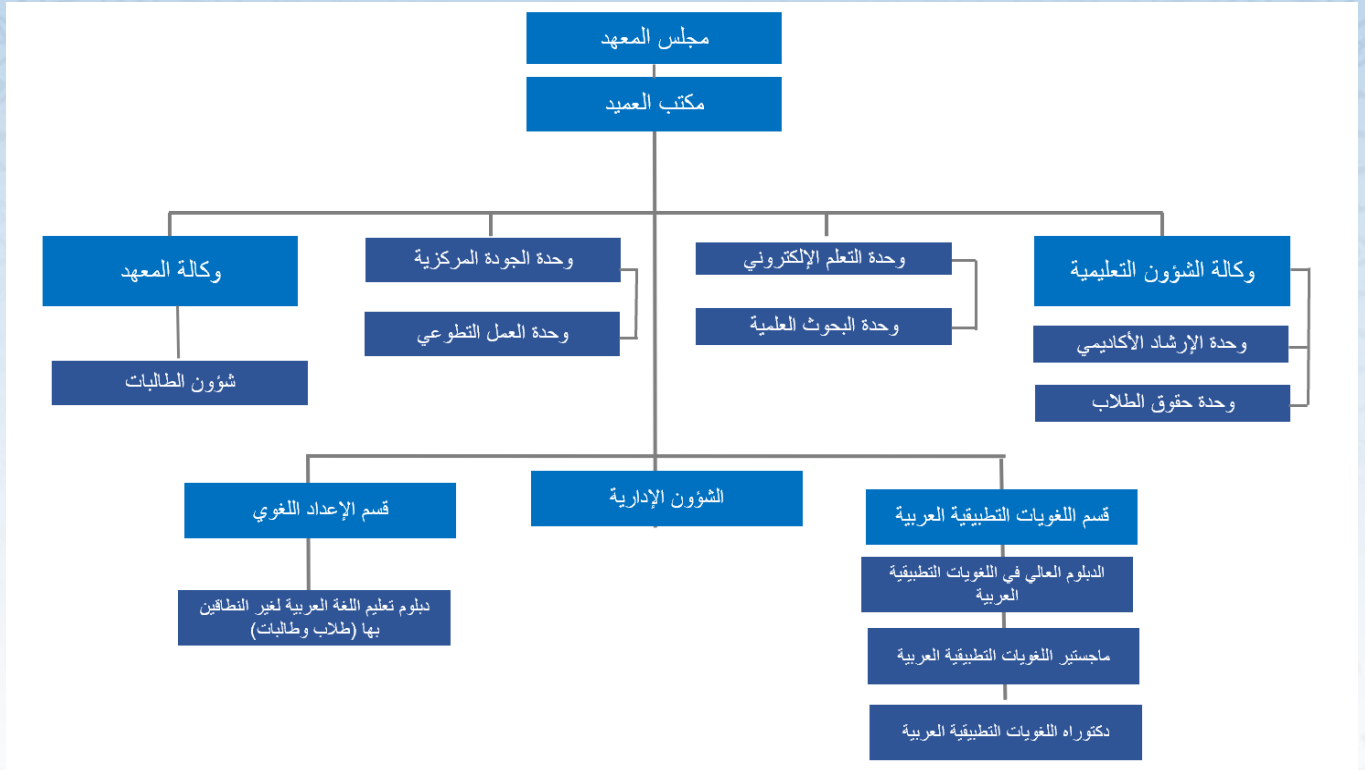 مجلس المعهد
مكتب العميد
وكالة الشؤون التعليمية
وحدة الإرشاد الأكاديمي
وحدة حقوق الطلاب
وحدة التعلم الإلكتروني
وحدة البحوث العلمية
وحدة الجودة المركزية
وحدة العمل التطوعي
وكالة المعهد
شؤون الطالبات
قسم اللغويات التطبيقية العربية
الدبلوم العالي في اللغويات التطبيقية
العربية
ماجستير اللغويات التطبيقية العربية
دكتوراه اللغويات التطبيقية العربية
الشؤون الإدارية
قسم الإعداد اللغوي
دبلوم تعليم اللغة العربية لغير النطاقين
بها (طلاب وطالبات)